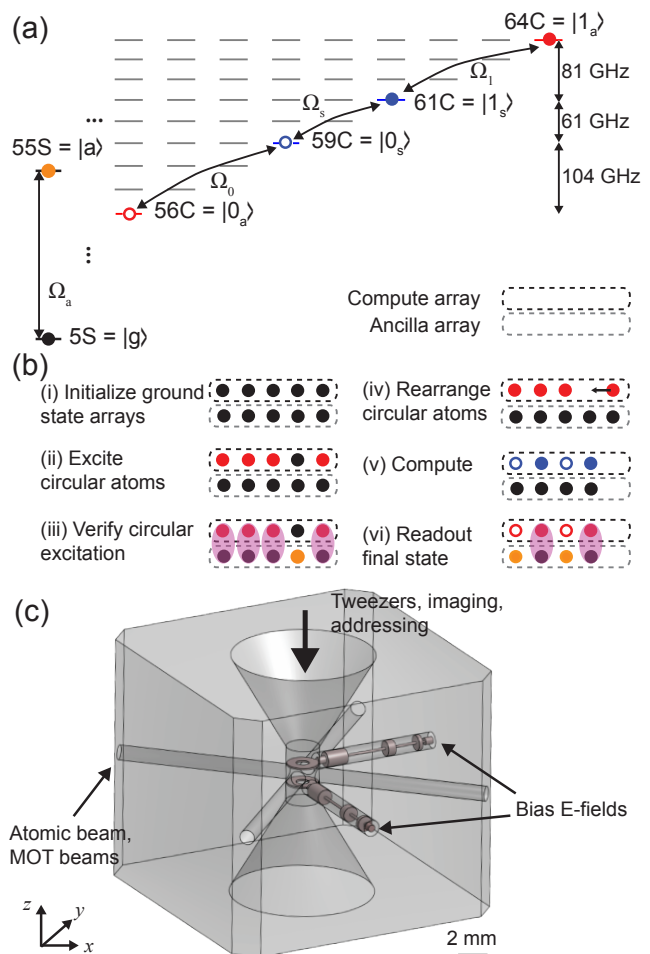 (a)
64C = |1ₐ⟩
Ω₁
81 GHz
Ωₛ
61C = |1ₛ⟩
61 GHz
...
59C = |0ₛ⟩
55S = |a⟩
Ω₀
104 GHz
56C = |0ₐ⟩
...
Ωₐ
Compute array
Ancilla array
5S = |g⟩
(b)
(i) Initialize ground
state arrays
(ii) Excite
circular atoms
(iii) Verify circular
excitation
(iv) Rearrange
circular atoms
(v) Compute
(vi) Readout
final state
(c)
Tweezers, imaging,
addressing
Bias E-fields
Atomic beam,
MOT beams
z
y
x
2 mm